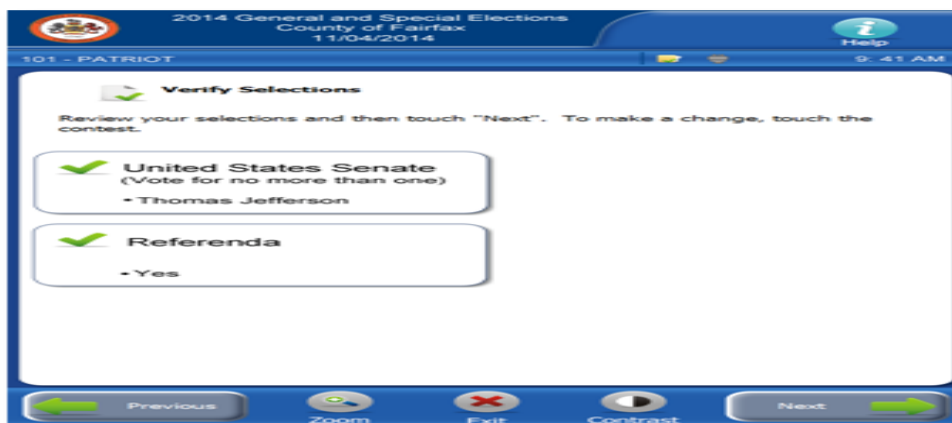 2014 General and Special Elections
County of Fairfax
11/04/2014
Help
101 - PATRIOT
9: 41 AM
Verify Selections
Review your selections and then touch "Next". To make a change, touch the
contest.
United States Senate
(Vote for no more than one)
• Thomas Jefferson
Referenda
• Yes
Previous
Zoom
Exit
Contrast
Next